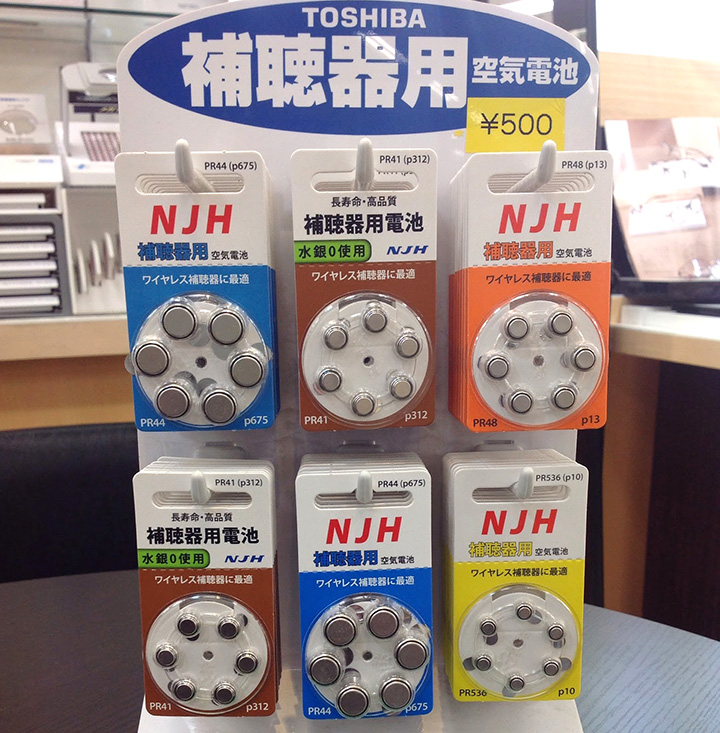 TOSHIBA
補聴器用 空気電池
¥500
PR44 (p675)
NJH
補聴器用 空気電池
ワイヤレス補聴器に最適
PR44 p675
PR41 (p312)
長寿命・高品質
補聴器用電池
水銀0使用 NJH
ワイヤレス補聴器に最適
PR41 p312
PR48 (p13)
NJH
補聴器用 空気電池
ワイヤレス補聴器に最適
PR48 p13
PR41 (p312)
長寿命・高品質
補聴器用電池
水銀0使用 NJH
ワイヤレス補聴器に最適
PR41 p312
PR44 (p675)
NJH
補聴器用 空気電池
ワイヤレス補聴器に最適
PR44 p675
PR536 (p10)
NJH
補聴器用 空気電池
ワイヤレス補聴器に最適
PR536 p10